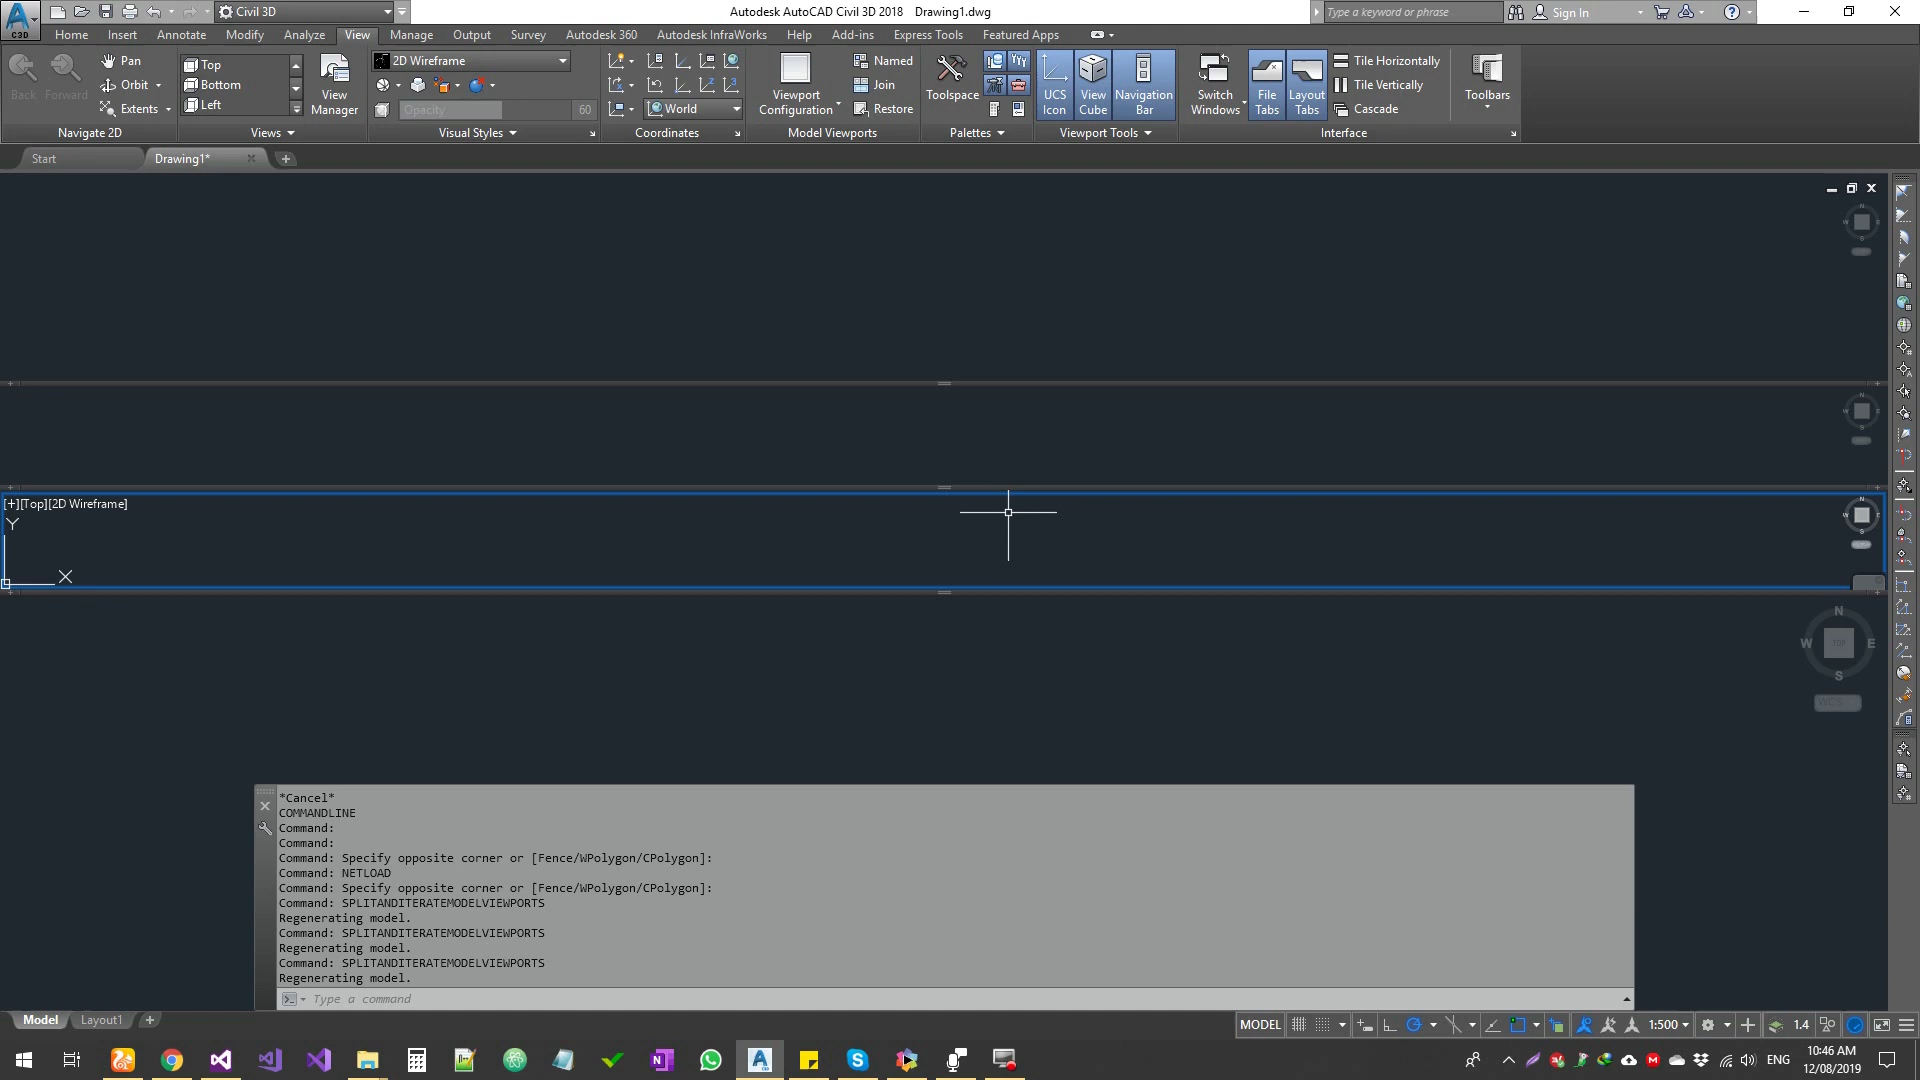 C3D
Civil 3D
Autodesk AutoCAD Civil 3D 2018 Drawing1.dwg
Type a keyword or phrase
Sign In
Home Insert Annotate Modify Analyze View Manage Output Survey Autodesk 360 Autodesk InfraWorks Help Add-ins Express Tools Featured Apps
Back
Forward
Pan
Orbit
Extents
Navigate 2D
Top
Bottom
Left
View
Manager
Views
2D Wireframe
Opacity 60
Visual Styles
World
Coordinates
Viewport
Configuration
Named
Join
Restore
Model Viewports
Toolspace
Palettes
UCS
Icon
View
Cube
Navigation
Bar
Viewport Tools
Switch
Windows
File
Tabs
Layout
Tabs
Tile Horizontally
Tile Vertically
Cascade
Interface
Toolbars
Start
Drawing1*
[+][Top][2D Wireframe]
Y
X
N
W TOP E
S
WCS
*Cancel*
COMMANDLINE
Command:
Command:
Command: Specify opposite corner or [Fence/WPolygon/CPolygon]:
Command: NETLOAD
Command: Specify opposite corner or [Fence/WPolygon/CPolygon]:
Command: SPLITANDITERATEMODELVIEWPORTS
Regenerating model.
Command: SPLITANDITERATEMODELVIEWPORTS
Regenerating model.
Command: SPLITANDITERATEMODELVIEWPORTS
Regenerating model.
Type a command
Model Layout1
MODEL
1:500
1.4
ENG
10:46 AM
12/08/2019